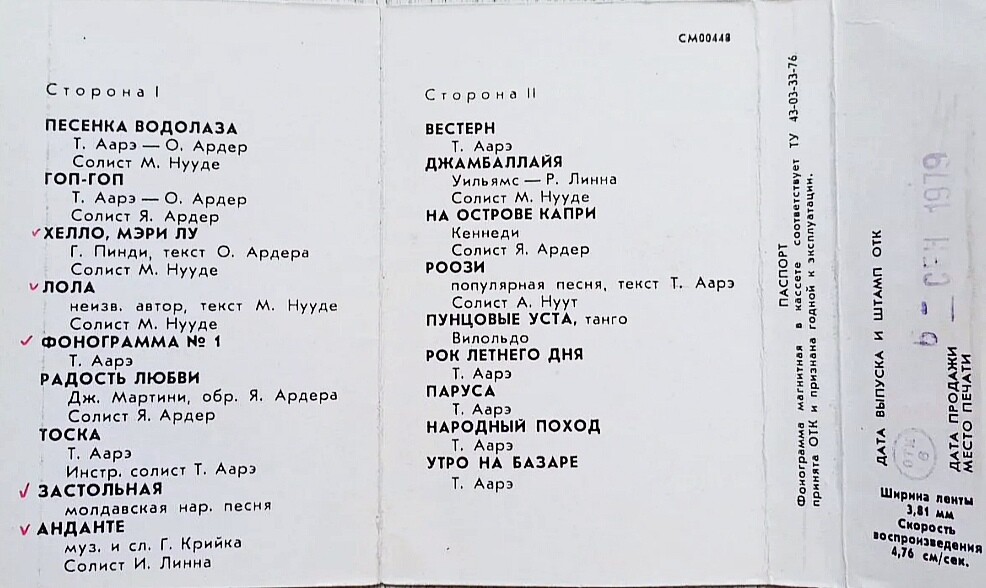 Сторона I
ПЕСЕНКА ВОДОЛАЗА
Т. Аарэ — О. Ардер
Солист М. Нууде
ГОП-ГОП
Т. Аарэ — О. Ардер
Солист Я. Ардер
ХЕЛЛО, МЭРИ ЛУ
Г. Пинди, текст О. Ардера
Солист М. Нууде
ЛОЛА
неизв. автор, текст М. Нууде
Солист М. Нууде
ФОНОГРАММА № 1
Т. Аарэ
РАДОСТЬ ЛЮБВИ
Дж. Мартини, обр. Я. Ардера
Солист Я. Ардер
ТОСКА
Т. Аарэ
Инстр. солист Т. Аарэ
ЗАСТОЛЬНАЯ
молдавская нар. песня
АНДАНТЕ
муз. и сл. Г. Крийка
Солист И. Линна
СМ00448
Сторона II
ВЕСТЕРН
Т. Аарэ
ДЖАМБАЛЛАЙЯ
Уильямс — Р. Линна
Солист М. Нууде
НА ОСТРОВЕ КАПРИ
Кеннеди
Солист Я. Ардер
РООЗИ
популярная песня, текст Т. Аарэ
Солист А. Нуут
ПУНЦОВЫЕ УСТА, танго
Вилольдо
РОК ЛЕТНЕГО ДНЯ
Т. Аарэ
ПАРУСА
Т. Аарэ
НАРОДНЫЙ ПОХОД
Т. Аарэ
УТРО НА БАЗАРЕ
Т. Аарэ
ПАСПОРТ
Фонограмма магнитная в кассете соответствует ТУ 43-03-33-76
принята ОТК и признана годной к эксплуатации.
ДАТА ВЫПУСКА И ШТАМП ОТК
6 - СЕН 1979
ОТК
6
ДАТА ПРОДАЖИ
МЕСТО ПЕЧАТИ
Ширина ленты
3,81 мм
Скорость
воспроизведения
4,76 см/сек.